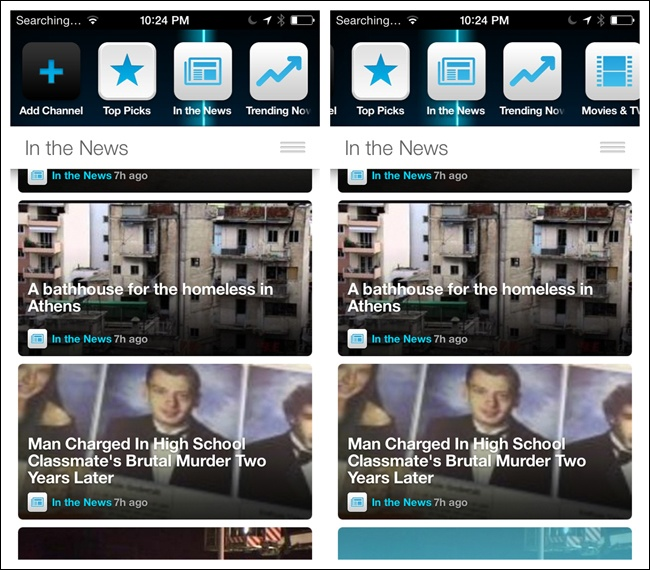 Searching... 10:24 PM
Add Channel Top Picks In the News Trending Now
In the News
In the News 7h ago
A bathhouse for the homeless in
Athens
In the News 7h ago
Man Charged In High School
Classmate's Brutal Murder Two
Years Later
In the News 7h ago
Searching... 10:24 PM
el Top Picks In the News Trending Now Movies & TV
In the News
In the News 7h ago
A bathhouse for the homeless in
Athens
In the News 7h ago
Man Charged In High School
Classmate's Brutal Murder Two
Years Later
In the News 7h ago